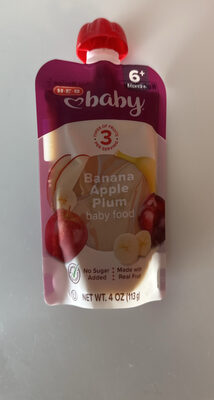 H-E-B
baby
6+
Months
3
Banana
Apple
Plum
baby food
No Sugar
Added
Made with
Real Fruit
NET WT. 4 OZ (113 g)